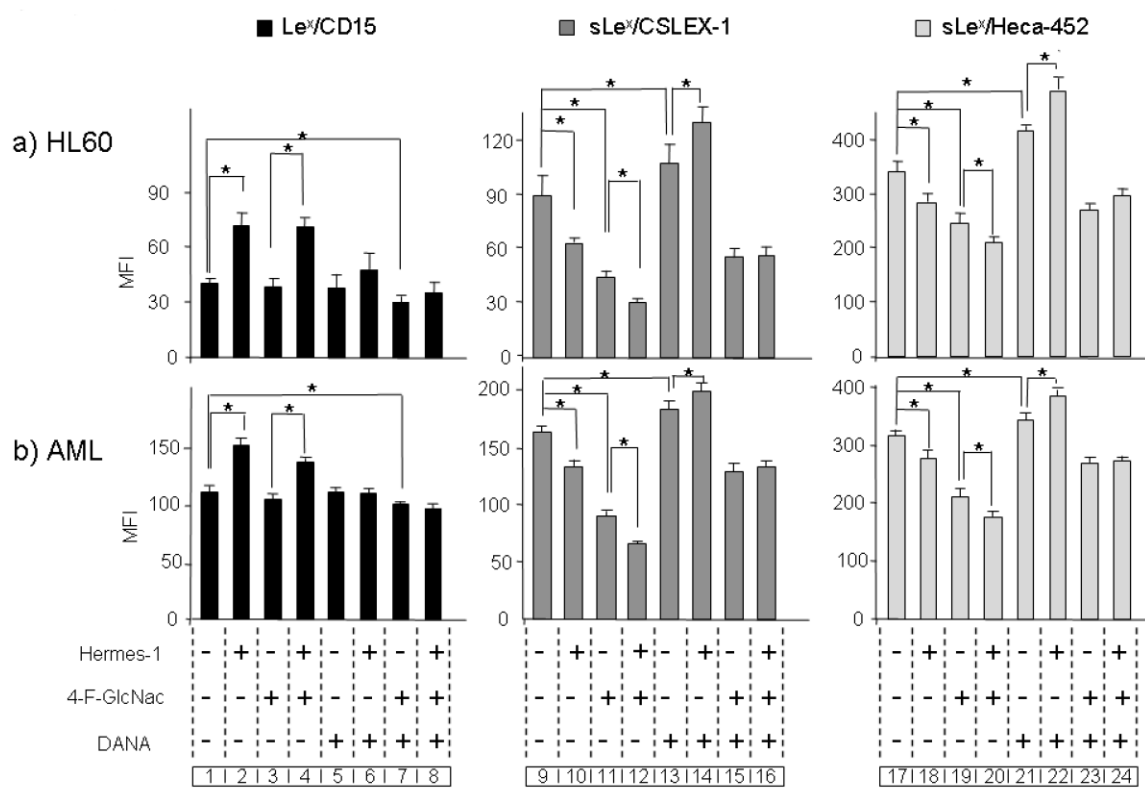 Leˣ/CD15 sLeˣ/CSLEX-1 sLeˣ/Heca-452
a) HL60
MFI
90
60
30
0
* * *
120
90
60
30
0
* * * * *
400
300
200
100
0
* * * * *
b) AML
MFI
150
100
50
0
* * *
200
150
100
50
0
* * * * *
400
300
200
100
0
* * * * *
Hermes-1 - + - + - + - + - + - + - + - + - + - + - + - +
4-F-GlcNac - - + + - - + + - - + + - - + + - - + + - - + +
DANA - - - - + + + + - - - - + + + + - - - - + + + +
1 2 3 4 5 6 7 8 9 10 11 12 13 14 15 16 17 18 19 20 21 22 23 24